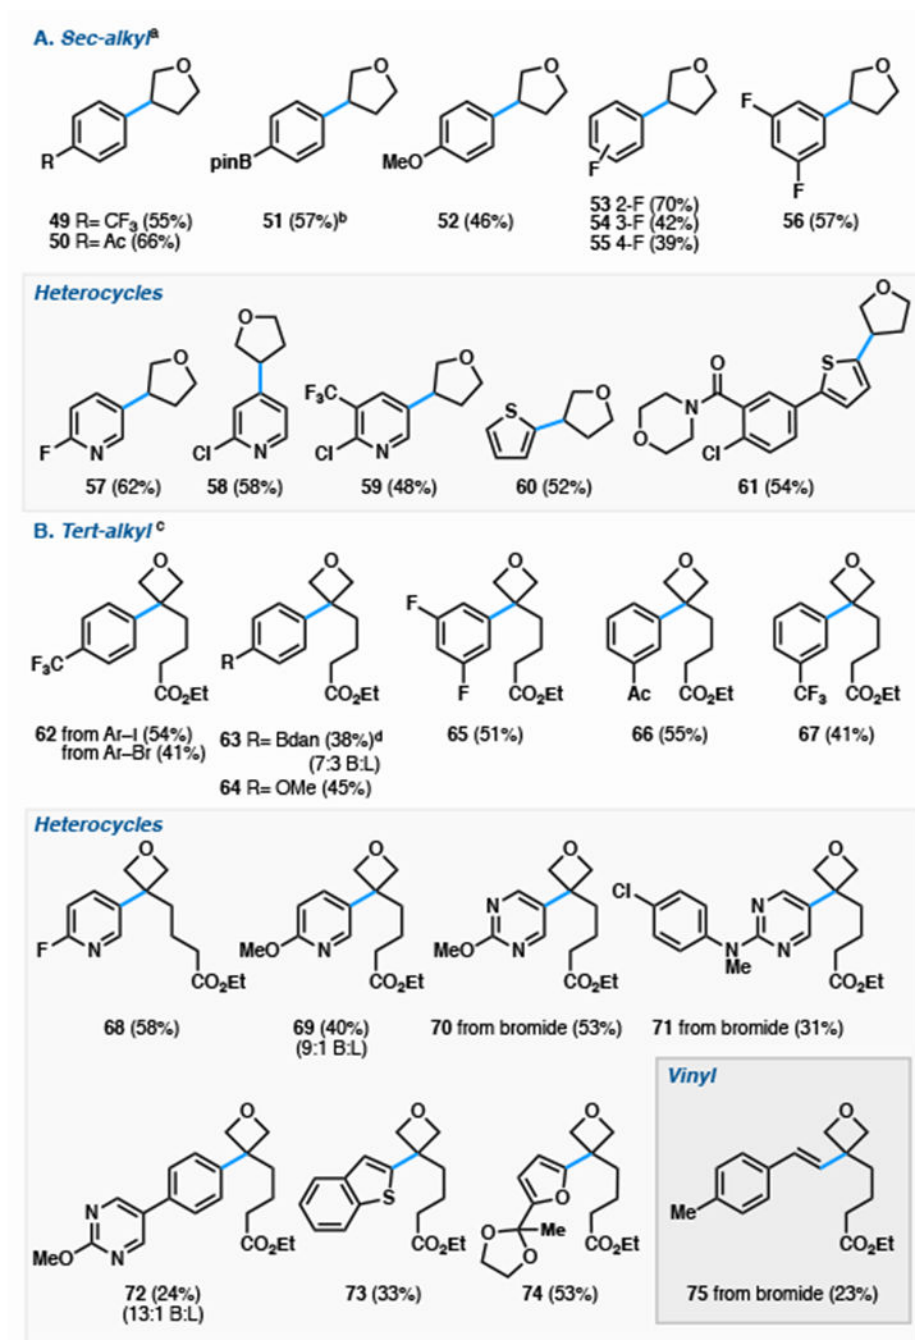 A. Sec-alkylᵃ
O O O O O
R pinB MeO F F F
49 R= CF₃ (55%)
50 R= Ac (66%)
51 (57%)ᵇ
52 (46%)
53 2-F (70%)
54 3-F (42%)
55 4-F (39%)
56 (57%)
Heterocycles
F N O
57 (62%)
O Cl N
58 (58%)
F₃C Cl N O
59 (48%)
S O
60 (52%)
O N O Cl S O
61 (54%)
B. Tert-alkyl ᶜ
O F₃C CO₂Et
62 from Ar–I (54%)
from Ar–Br (41%)
O R CO₂Et
63 R= Bdan (38%)ᵈ
(7:3 B:L)
64 R= OMe (45%)
O F F CO₂Et
65 (51%)
O Ac CO₂Et
66 (55%)
O CF₃ CO₂Et
67 (41%)
Heterocycles
O F N CO₂Et
68 (58%)
O MeO N CO₂Et
69 (40%)
(9:1 B:L)
O N MeO N CO₂Et
70 from bromide (53%)
Cl O N N N Me CO₂Et
71 from bromide (31%)
O N MeO N CO₂Et
72 (24%)
(13:1 B:L)
O S CO₂Et
73 (33%)
O O Me O O CO₂Et
74 (53%)
Vinyl
O Me CO₂Et
75 from bromide (23%)